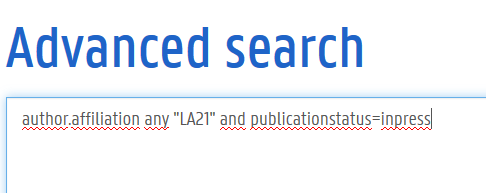 Advanced search
author.affiliation any "LA21" and publicationstatus=inpress